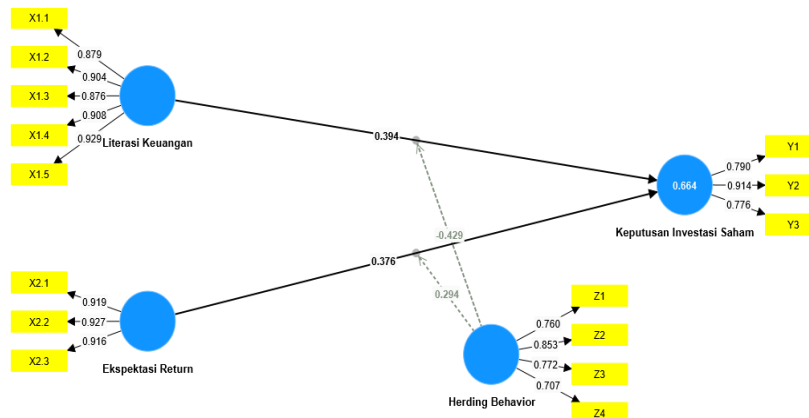 X1.1
X1.2
X1.3
X1.4
X1.5
0.879
0.904
0.876
0.908
0.929
Literasi Keuangan
0.394
0.664
Keputusan Investasi Saham
0.790
0.914
0.776
Y1
Y2
Y3
-0.429
0.376
0.294
X2.1
X2.2
X2.3
0.919
0.927
0.916
Ekspektasi Return
Herding Behavior
0.760
0.853
0.772
0.707
Z1
Z2
Z3
Z4